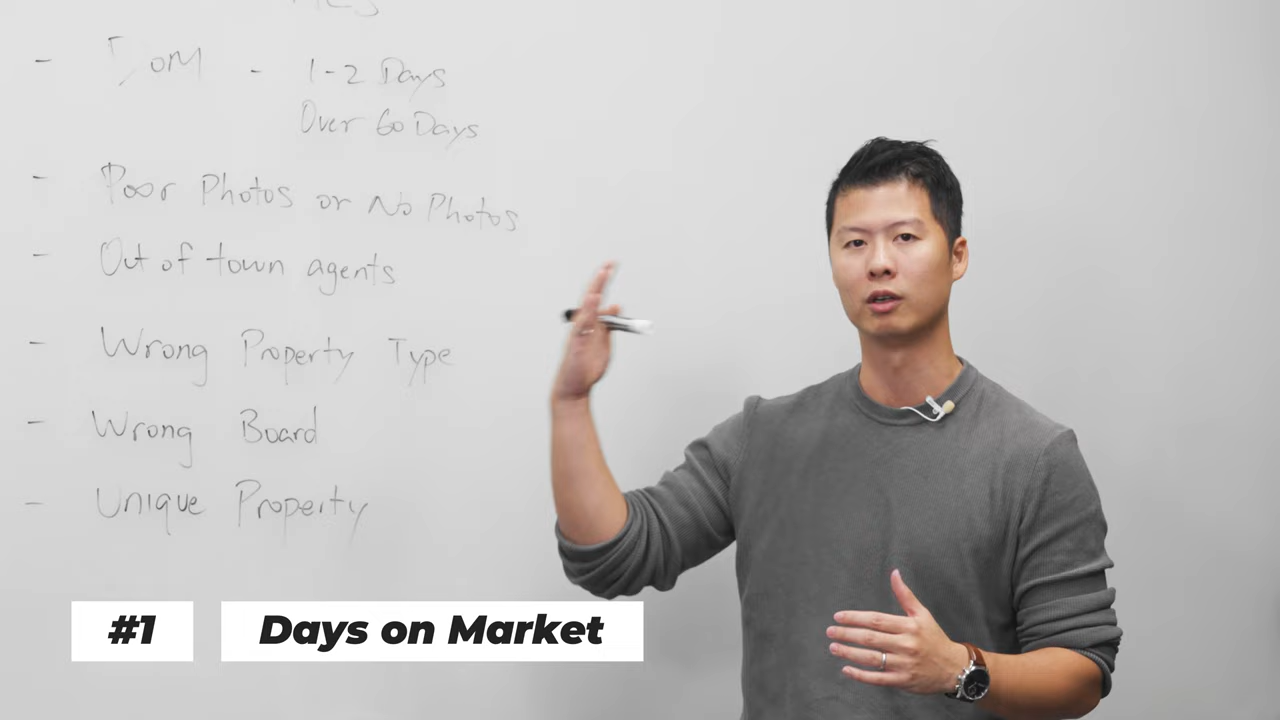 - DOM - 1-2 Days
Over 60 Days
- Poor Photos or No Photos
- Out of town agents
- Wrong Property Type
- Wrong Board
- Unique Property
#1 Days on Market